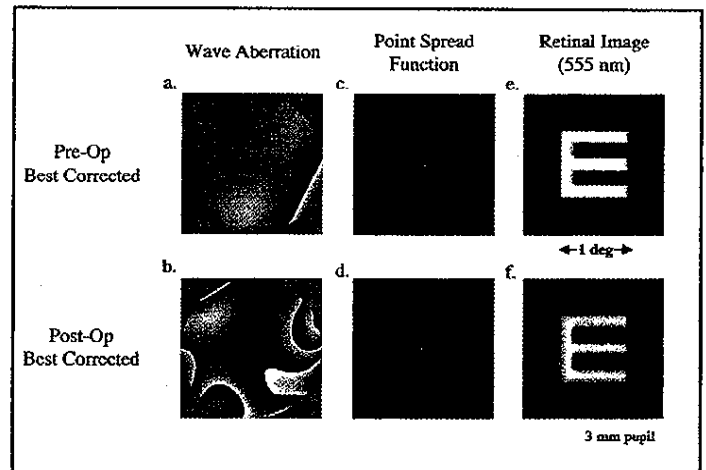 Wave Aberration
Point Spread
Function
Retinal Image
(555 nm)
a.
c.
e.
Pre-Op
Best Corrected
1 deg
b.
d.
f.
Post-Op
Best Corrected
3 mm pupil